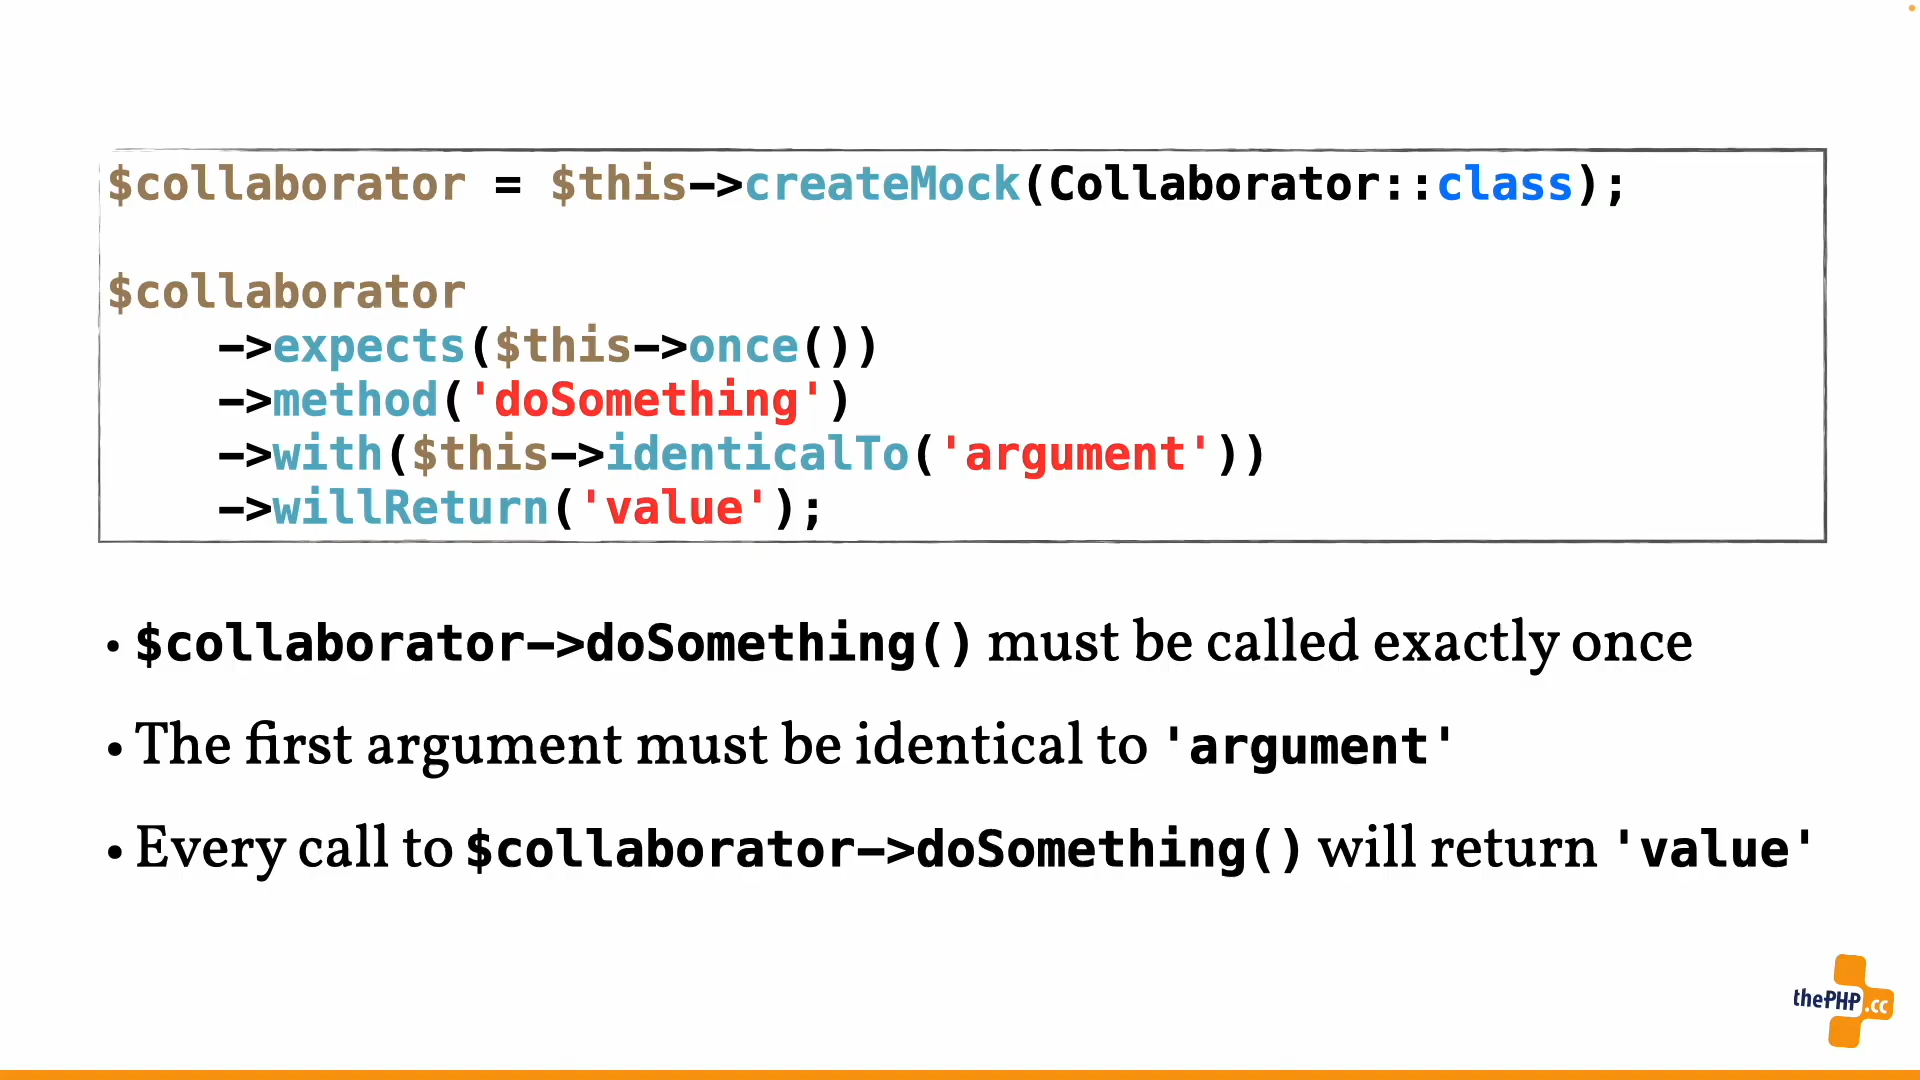 $collaborator = $this->createMock(Collaborator::class);
$collaborator
->expects($this->once())
->method('doSomething')
->with($this->identicalTo('argument'))
->willReturn('value');
• $collaborator->doSomething() must be called exactly once
• The first argument must be identical to 'argument'
• Every call to $collaborator->doSomething() will return 'value'
thePHP.cc